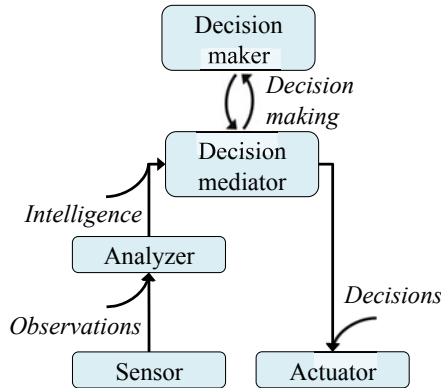 Decision
maker
Decision
making
Decision
mediator
Intelligence
Analyzer
Decisions
Observations
Sensor
Actuator